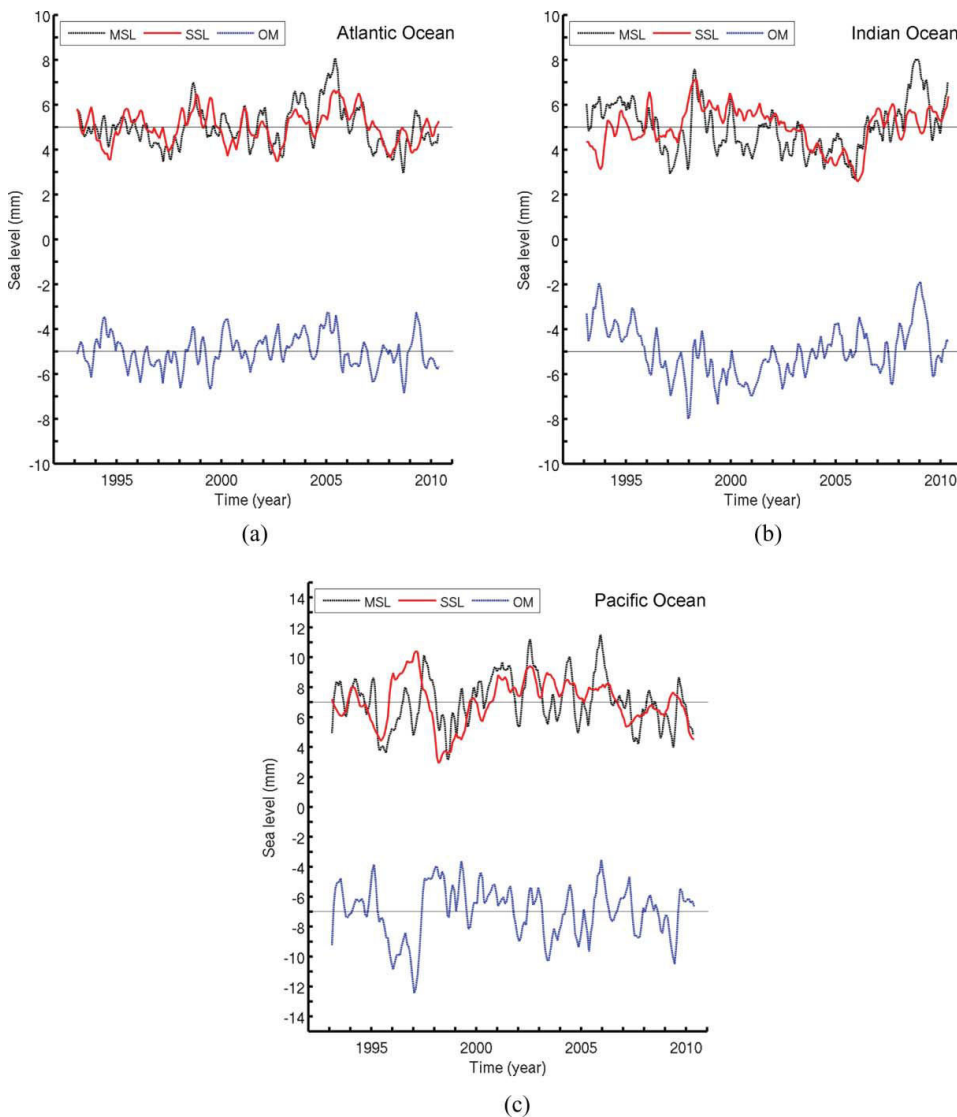 MSL SSL OM Atlantic Ocean
10
8
6
4
2
0
-2
-4
-6
-8
-10
Sea level (mm)
1995 2000 2005 2010
Time (year)
(a)
MSL SSL OM Indian Ocean
10
8
6
4
2
0
-2
-4
-6
-8
-10
Sea level (mm)
1995 2000 2005 2010
Time (year)
(b)
MSL SSL OM Pacific Ocean
14
12
10
8
6
4
2
0
-2
-4
-6
-8
-10
-12
-14
Sea level (mm)
1995 2000 2005 2010
Time (year)
(c)